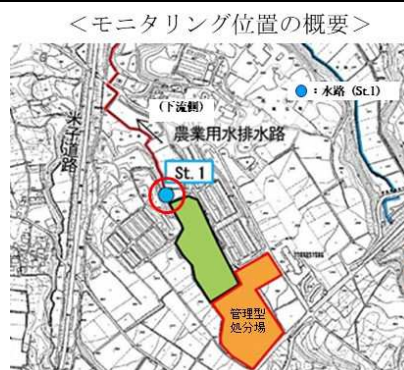 ＜モニタリング位置の概要＞
：水路 (St.1)
(下流側)
農業用水排水路
米子道路
St. 1
管理型
処分場